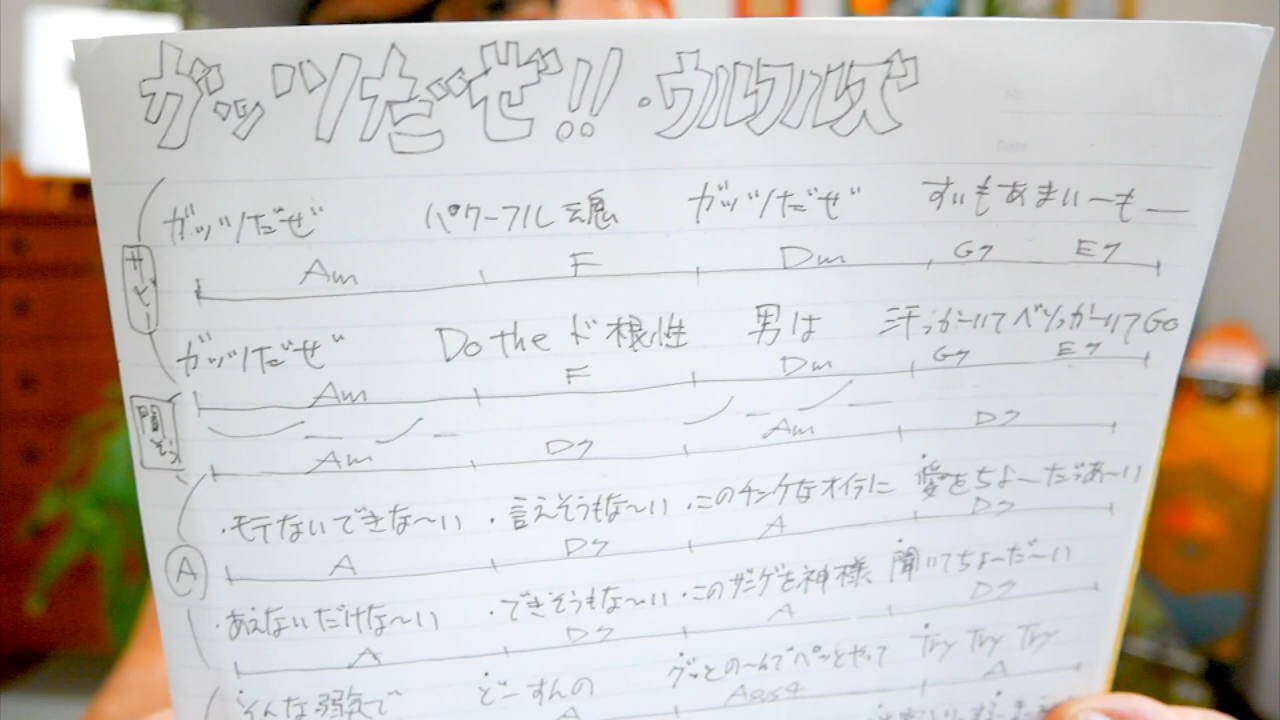 ガッツだぜ!!・ウルフルズ
ガッツだぜ パワーフル魂 ガッツだぜ すいもあまいーも
サビ
Am F Dm G7 E7
ガッツだぜ Do the ド根性 男は 汗っかーいてベソっかーいてGo
Am F Dm G7 E7
間そう
Am D7 Am D7
・モテないできな〜い ・言えそうもな〜い ・このチンケなオイラに 愛をちょーだぁあ〜い
A
A D7 A D7
・あえないだけな〜い ・できそうもな〜い ・このザンゲを神様 聞いてちょーだ〜い
A D7 A D7
そんな弱気で どーすんの グッとの〜んでペッとやって Try Try Try
A Aaug A